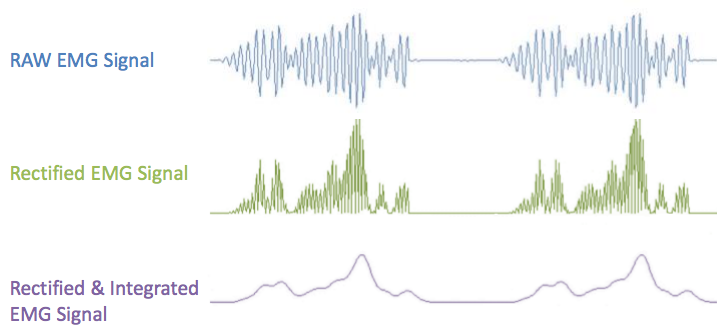 RAW EMG Signal
Rectified EMG Signal
Rectified & Integrated
EMG Signal